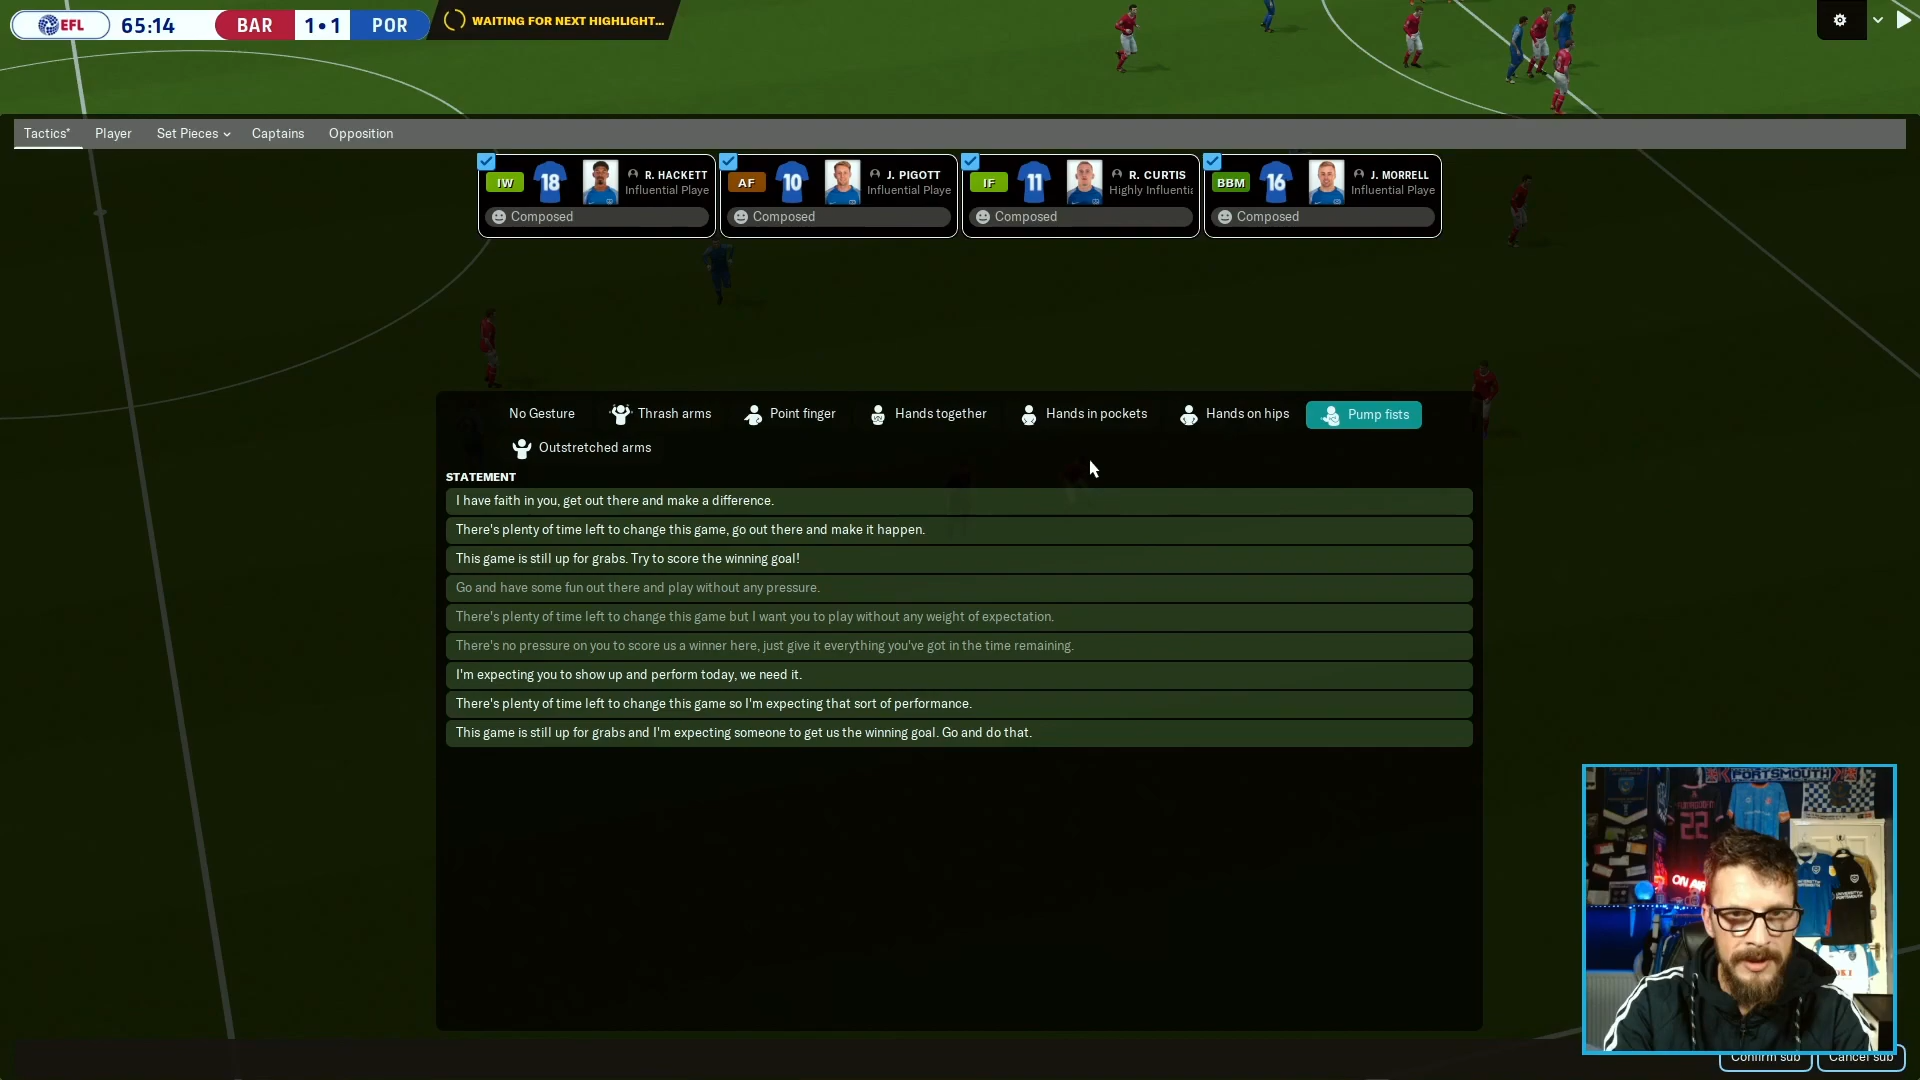 EFL 65:14 BAR 1•1 POR WAITING FOR NEXT HIGHLIGHT...
Tactics* Player Set Pieces Captains Opposition
IW 18 R. HACKETT Influential Playe
Composed
AF 10 J. PIGOTT Influential Playe
Composed
IF 11 R. CURTIS Highly Influentia
Composed
BBM 16 J. MORRELL Influential Playe
Composed
No Gesture Thrash arms Point finger Hands together Hands in pockets Hands on hips Pump fists
Outstretched arms
STATEMENT
I have faith in you, get out there and make a difference.
There's plenty of time left to change this game, go out there and make it happen.
This game is still up for grabs. Try to score the winning goal!
Go and have some fun out there and play without any pressure.
There's plenty of time left to change this game but I want you to play without any weight of expectation.
There's no pressure on you to score us a winner here, just give it everything you've got in the time remaining.
I'm expecting you to show up and perform today, we need it.
There's plenty of time left to change this game so I'm expecting that sort of performance.
This game is still up for grabs and I'm expecting someone to get us the winning goal. Go and do that.
PORTSMOUTH
22
ON AIR
Confirm sub Cancel sub